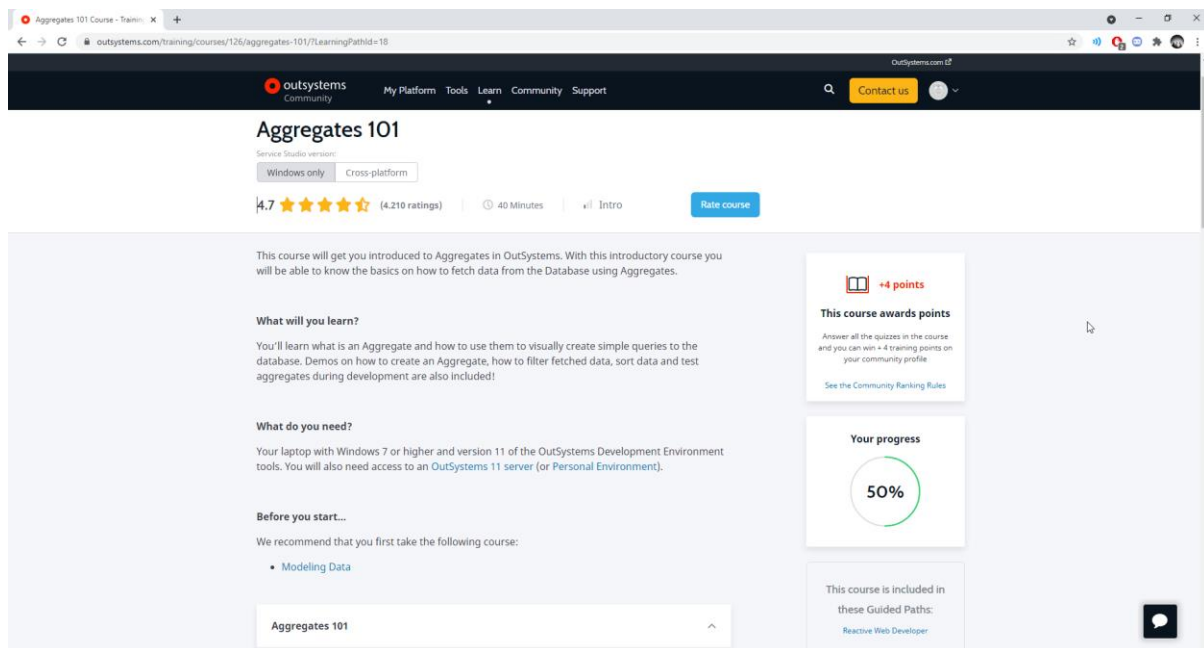 Aggregates 101 Course - Training
outsystems.com/training/courses/126/aggregates-101/?LearningPathId=18
OutSystems.com
outsystems
Community
My Platform Tools Learn Community Support
Contact us
Aggregates 101
Service Studio version:
Windows only Cross-platform
4.7 (4.210 ratings) 40 Minutes Intro Rate course
This course will get you introduced to Aggregates in OutSystems. With this introductory course you
will be able to know the basics on how to fetch data from the Database using Aggregates.
What will you learn?
You'll learn what is an Aggregate and how to use them to visually create simple queries to the
database. Demos on how to create an Aggregate, how to filter fetched data, sort data and test
aggregates during development are also included!
What do you need?
Your laptop with Windows 7 or higher and version 11 of the OutSystems Development Environment
tools. You will also need access to an OutSystems 11 server (or Personal Environment).
Before you start...
We recommend that you first take the following course:
• Modeling Data
Aggregates 101
+4 points
This course awards points
Answer all the quizzes in the course
and you can win + 4 training points on
your community profile
See the Community Ranking Rules
Your progress
50%
This course is included in
these Guided Paths:
Reactive Web Developer